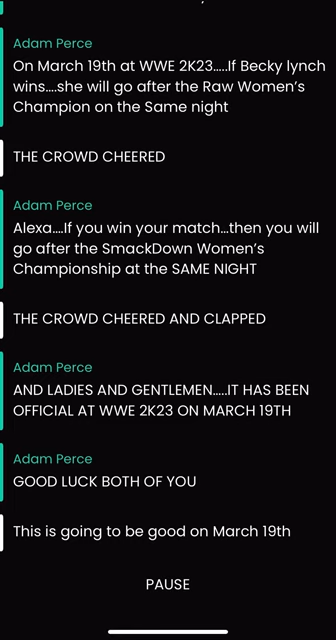 Adam Perce
On March 19th at WWE 2K23.....If Becky lynch
wins....she will go after the Raw Women's
Champion on the Same night
THE CROWD CHEERED
Adam Perce
Alexa....If you win your match...then you will
go after the SmackDown Women's
Championship at the SAME NIGHT
THE CROWD CHEERED AND CLAPPED
Adam Perce
AND LADIES AND GENTLEMEN.....IT HAS BEEN
OFFICIAL AT WWE 2K23 ON MARCH 19TH
Adam Perce
GOOD LUCK BOTH OF YOU
This is going to be good on March 19th
PAUSE